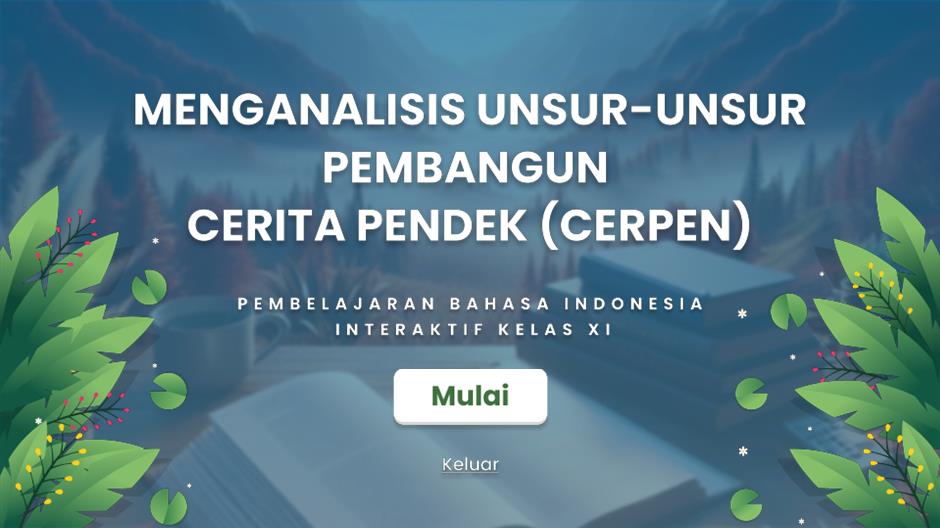 MENGANALISIS UNSUR-UNSUR
PEMBANGUN
CERITA PENDEK (CERPEN)
PEMBELAJARAN BAHASA INDONESIA
INTERAKTIF KELAS XI
Mulai
Keluar